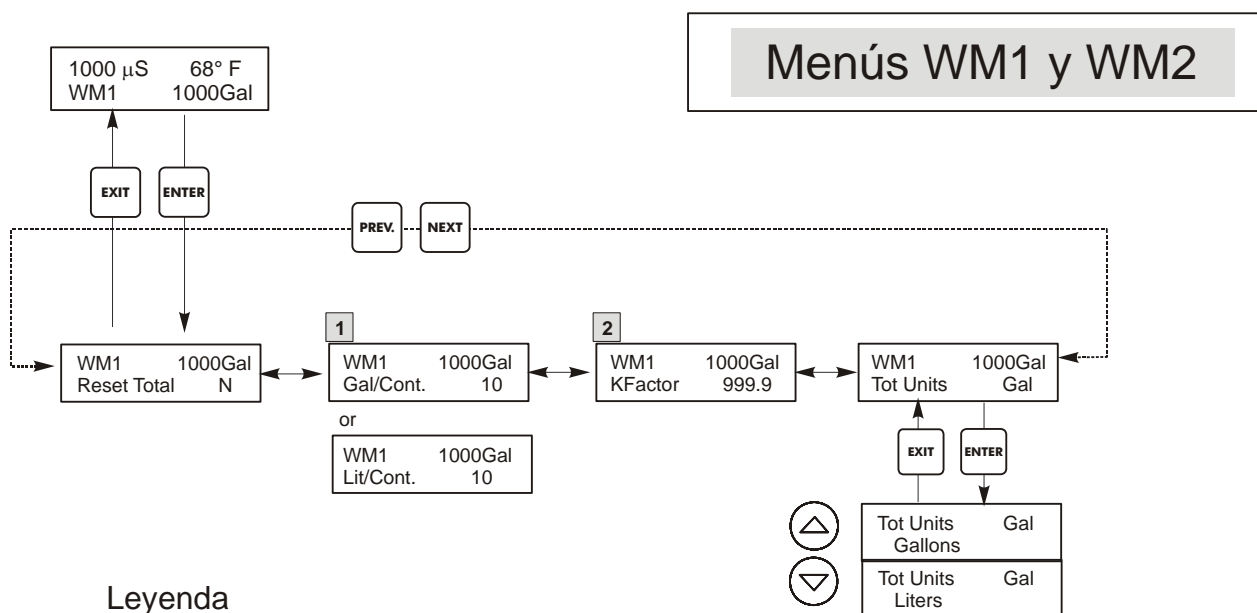 Menús WM1 y WM2
1000 µS 68° F
WM1 1000Gal
EXIT ENTER
PREV. NEXT
1
2
WM1 1000Gal
Reset Total N
WM1 1000Gal
Gal/Cont. 10
or
WM1 1000Gal
Lit/Cont. 10
WM1 1000Gal
KFactor 999.9
WM1 1000Gal
Tot Units Gal
EXIT ENTER
Tot Units Gal
Gallons
Tot Units Gal
Liters
Leyenda